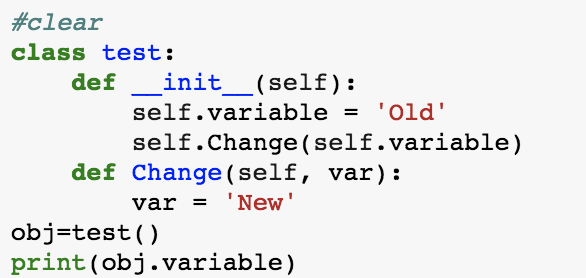 #clear
class test:
    def __init__(self):
        self.variable = 'Old'
        self.Change(self.variable)
    def Change(self, var):
        var = 'New'
obj=test()
print(obj.variable)